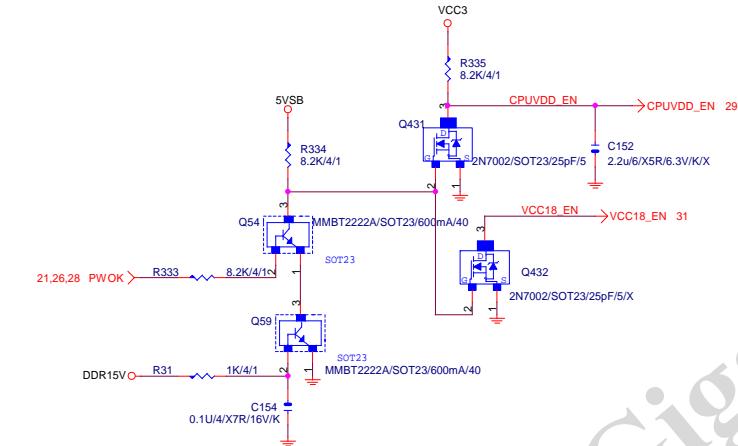 VCC3
R335
8.2K/4/1
CPUVDD_EN
CPUVDD_EN 29
5VSB
3
Q431
D
G
S
2N7002/SOT23/25pF/5
C152
2.2u/6/X5R/6.3V/K/X
R334
8.2K/4/1
2
1
3
Q54
MMBT2222A/SOT23/600mA/40
SOT23
VCC18_EN
VCC18_EN 31
3
D
G
S
Q432
2N7002/SOT23/25pF/5/X
2
1
21,26,28 PWOK
R333
8.2K/4/1
2
1
3
Q59
SOT23
MMBT2222A/SOT23/600mA/40
DDR15V
R31
1K/4/1
2
1
C154
0.1U/4/X7R/16V/K